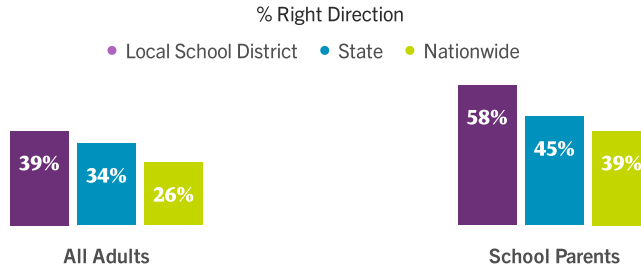 % Right Direction
Local School District State Nationwide
39% 34% 26%
58% 45% 39%
All Adults School Parents